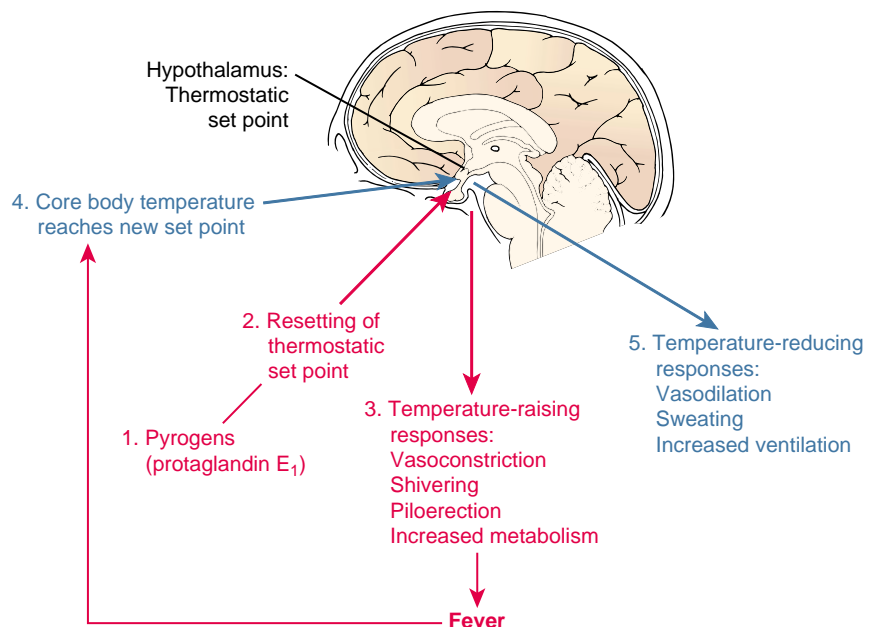 Hypothalamus:
Thermostatic
set point
4. Core body temperature
reaches new set point
2. Resetting of
thermostatic
set point
1. Pyrogens
(protaglandin E₁)
3. Temperature-raising
responses:
Vasoconstriction
Shivering
Piloerection
Increased metabolism
Fever
5. Temperature-reducing
responses:
Vasodilation
Sweating
Increased ventilation